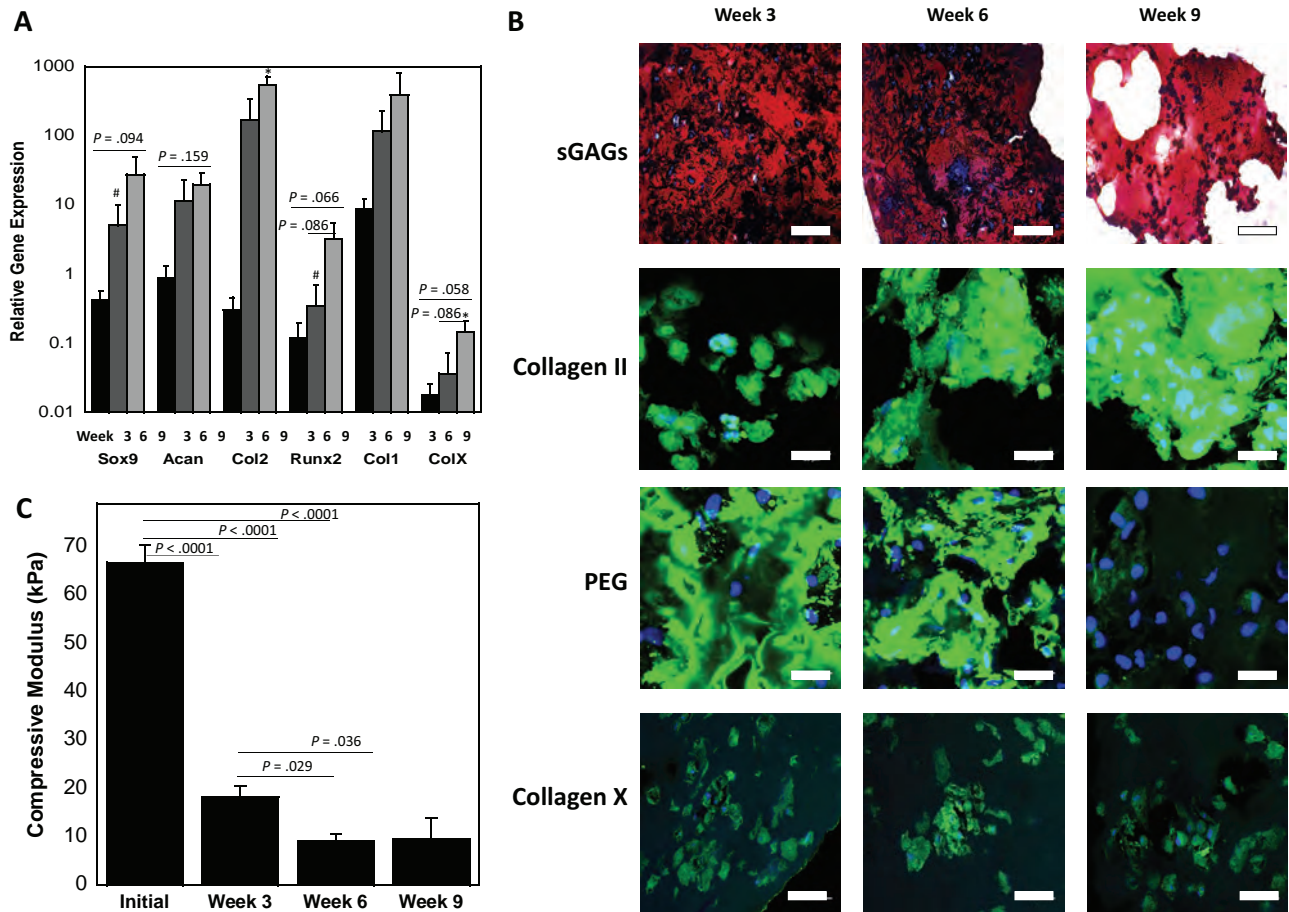 A
1000
100
10
1
0.1
0.01
Relative Gene Expression
P = .094
#
P = .159
*
P = .066
P = .086
#
P = .058
P = .086
*
Week 3 6 9 3 6 9 3 6 9 3 6 9 3 6 9
Sox9 Acan Col2 Runx2 Col1 ColX
B
Week 3 Week 6 Week 9
sGAGs
Collagen II
PEG
Collagen X
C
70
60
50
40
30
20
10
0
Compressive Modulus (kPa)
P < .0001
P < .0001
P < .0001
P = .036
P = .029
Initial Week 3 Week 6 Week 9